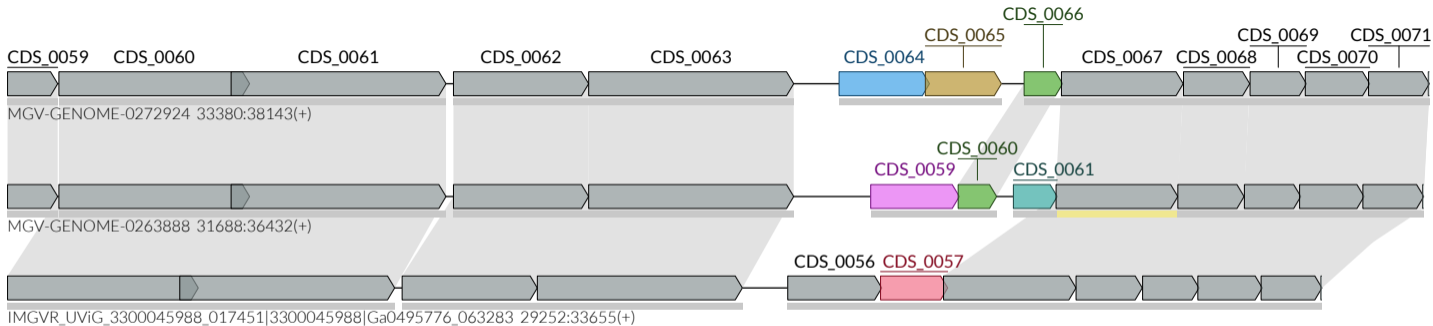 CDS_0066
CDS_0059 CDS_0060 CDS_0061 CDS_0062 CDS_0063 CDS_0064 CDS_0065 CDS_0067 CDS_0068 CDS_0069 CDS_0070 CDS_0071
MGV-GENOME-0272924 33380:38143(+)
CDS_0060
CDS_0059 CDS_0061
MGV-GENOME-0263888 31688:36432(+)
CDS_0056 CDS_0057
IMGVR_UViG_3300045988_017451|3300045988|Ga0495776_063283 29252:33655(+)